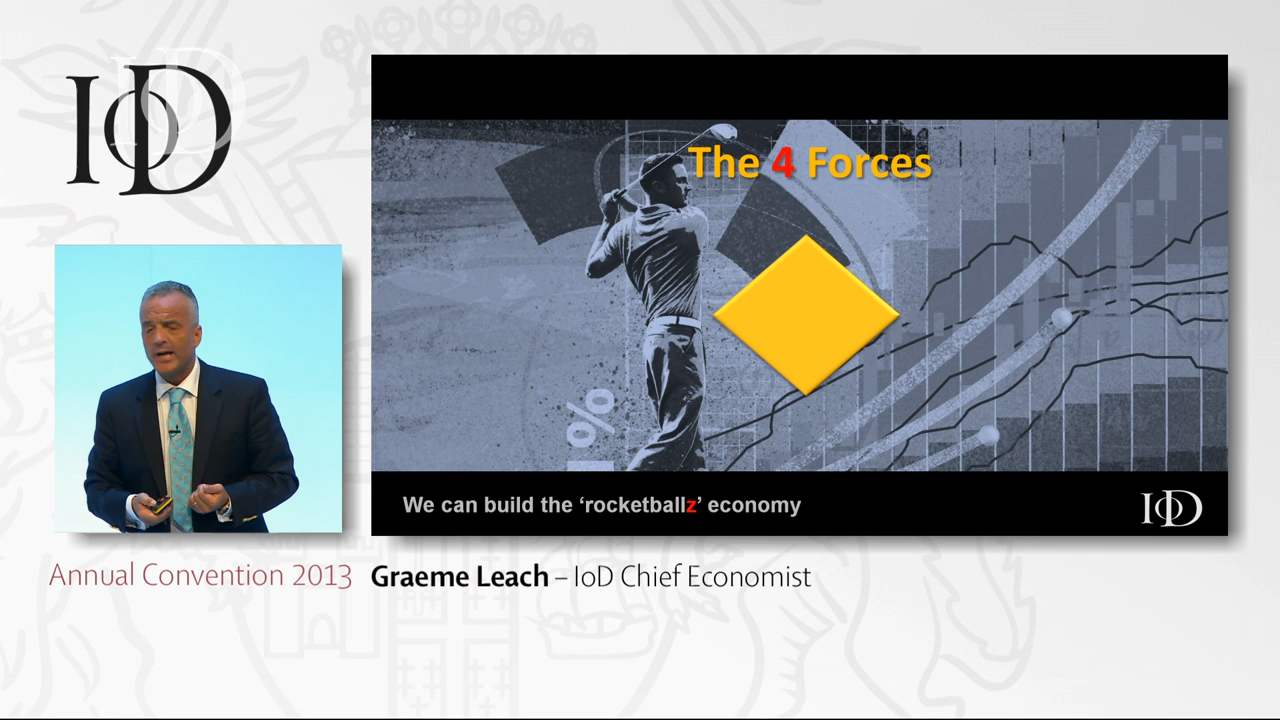 IoD
The 4 Forces
%
We can build the ‘rocketballz’ economy
IoD
Annual Convention 2013
Graeme Leach – IoD Chief Economist